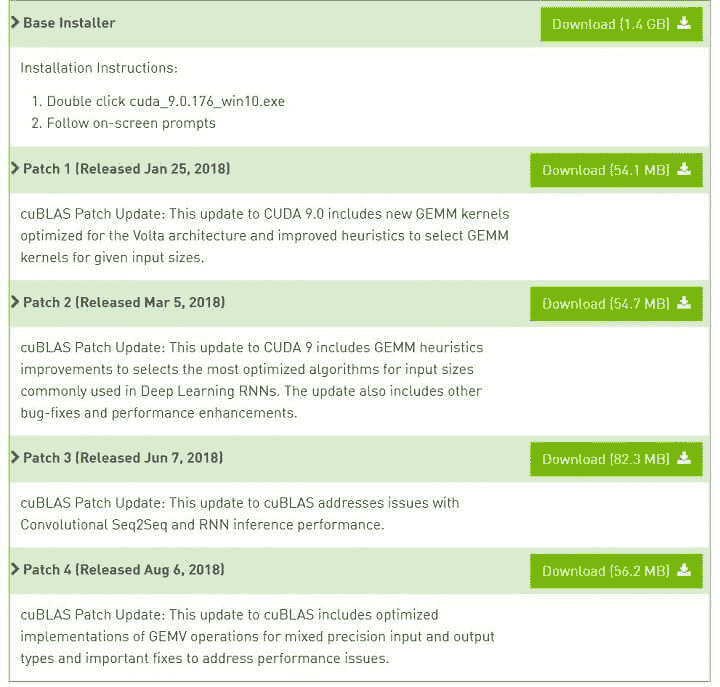 Base Installer
Download (1.4 GB)
Installation Instructions:
1. Double click cuda_9.0.176_win10.exe
2. Follow on-screen prompts
Patch 1 (Released Jan 25, 2018)
Download (54.1 MB)
cuBLAS Patch Update: This update to CUDA 9.0 includes new GEMM kernels
optimized for the Volta architecture and improved heuristics to select GEMM
kernels for given input sizes.
Patch 2 (Released Mar 5, 2018)
Download (54.7 MB)
cuBLAS Patch Update: This update to CUDA 9 includes GEMM heuristics
improvements to selects the most optimized algorithms for input sizes
commonly used in Deep Learning RNNs. The update also includes other
bug-fixes and performance enhancements.
Patch 3 (Released Jun 7, 2018)
Download (82.3 MB)
cuBLAS Patch Update: This update to cuBLAS addresses issues with
Convolutional Seq2Seq and RNN inference performance.
Patch 4 (Released Aug 6, 2018)
Download (56.2 MB)
cuBLAS Patch Update: This update to cuBLAS includes optimized
implementations of GEMV operations for mixed precision input and output
types and important fixes to address performance issues.